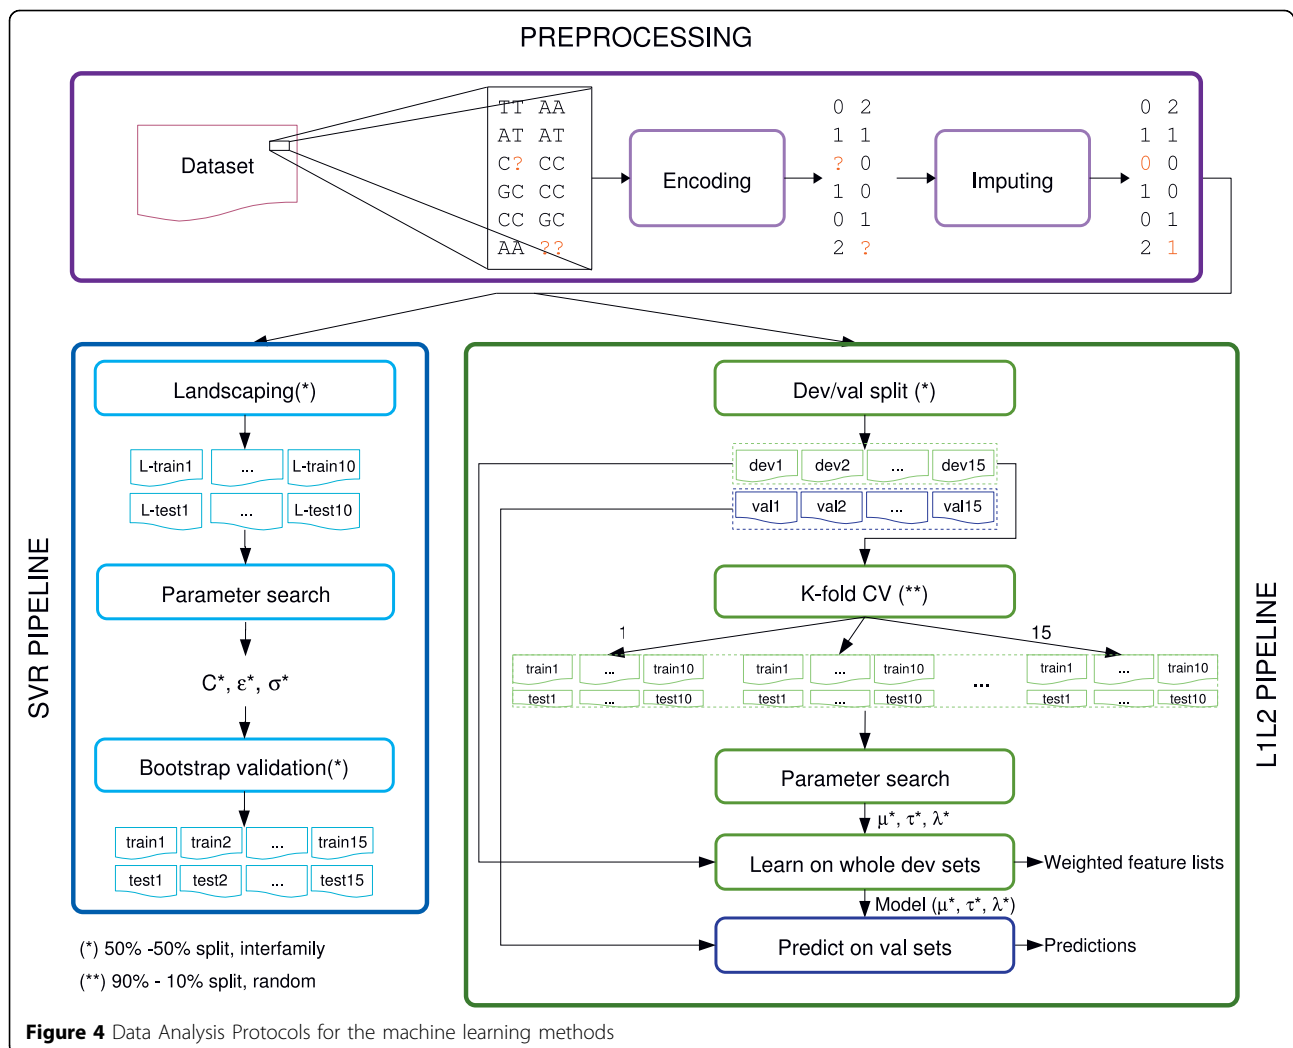 PREPROCESSING
Dataset
TT AA
AT AT
C? CC
GC CC
CC GC
AA ??
Encoding
0 2
1 1
? 0
1 0
0 1
2 ?
Imputing
0 2
1 1
0 0
1 0
0 1
2 1
SVR PIPELINE
Landscaping(*)
L-train1 ... L-train10
L-test1 ... L-test10
Parameter search
C*, ε*, σ*
Bootstrap validation(*)
train1 train2 ... train15
test1 test2 ... test15
(*) 50% -50% split, interfamily
(**) 90% - 10% split, random
L1L2 PIPELINE
Dev/val split (*)
dev1 dev2 ... dev15
val1 val2 ... val15
K-fold CV (**)
1 15
train1 ... train10 train1 ... train10 train1 ... train10
...
test1 ... test10 test1 ... test10 test1 ... test10
Parameter search
μ*, τ*, λ*
Learn on whole dev sets
Weighted feature lists
Model (μ*, τ*, λ*)
Predict on val sets
Predictions
Figure 4 Data Analysis Protocols for the machine learning methods